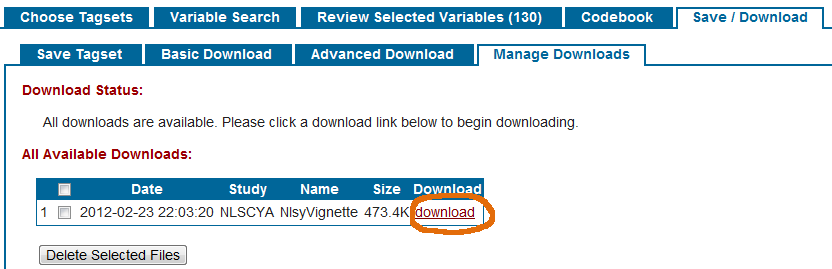 Choose Tagsets Variable Search Review Selected Variables (130) Codebook Save / Download
Save Tagset Basic Download Advanced Download Manage Downloads
Download Status:
All downloads are available. Please click a download link below to begin downloading.
All Available Downloads:
Date Study Name Size Download
1 2012-02-23 22:03:20 NLSCYA NlsyVignette 473.4K download
Delete Selected Files